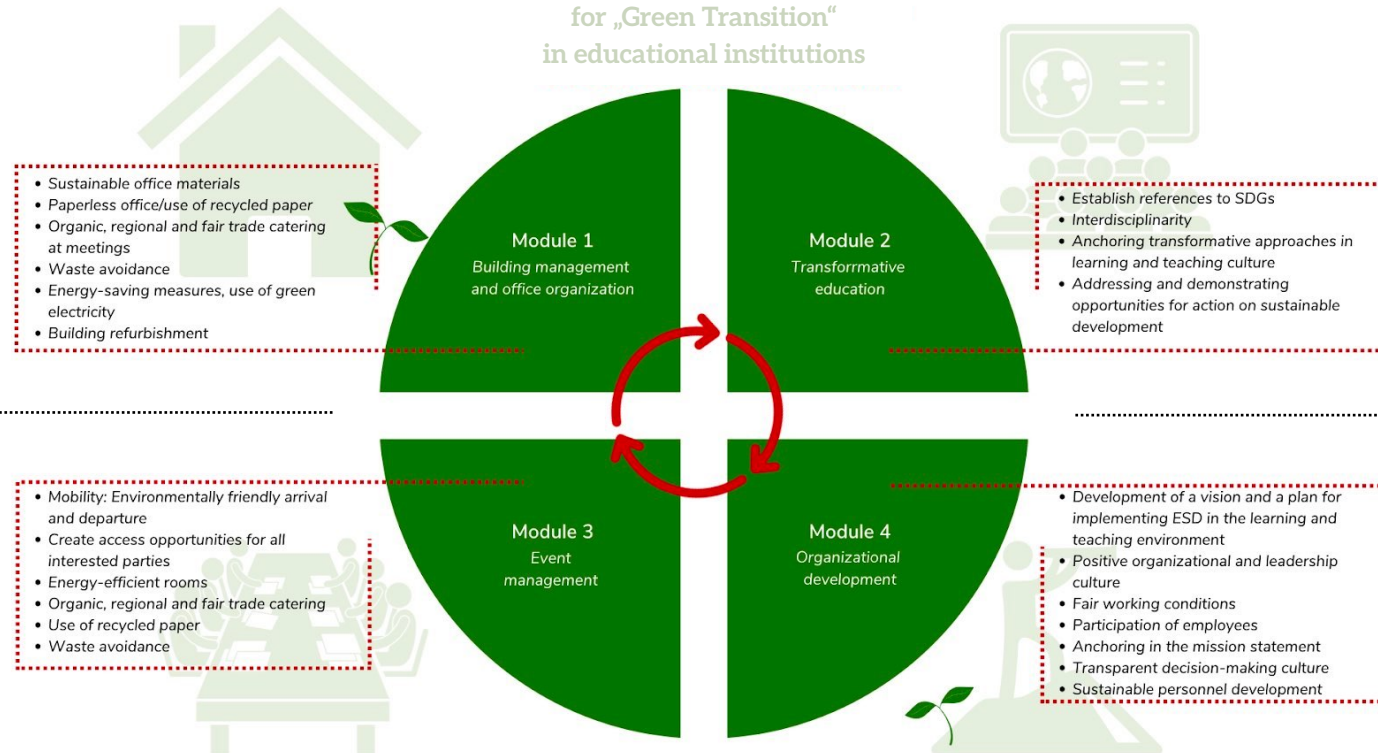 for „Green Transition“
in educational institutions
• Sustainable office materials
• Paperless office/use of recycled paper
• Organic, regional and fair trade catering
at meetings
• Waste avoidance
• Energy-saving measures, use of green
electricity
• Building refurbishment
Module 1
Building management
and office organization
Module 2
Transforrmative
education
• Establish references to SDGs
• Interdisciplinarity
• Anchoring transformative approaches in
learning and teaching culture
• Addressing and demonstrating
opportunities for action on sustainable
development
• Mobility: Environmentally friendly arrival
and departure
• Create access opportunities for all
interested parties
• Energy-efficient rooms
• Organic, regional and fair trade catering
• Use of recycled paper
• Waste avoidance
Module 3
Event
management
Module 4
Organizational
development
• Development of a vision and a plan for
implementing ESD in the learning and
teaching environment
• Positive organizational and leadership
culture
• Fair working conditions
• Participation of employees
• Anchoring in the mission statement
• Transparent decision-making culture
• Sustainable personnel development